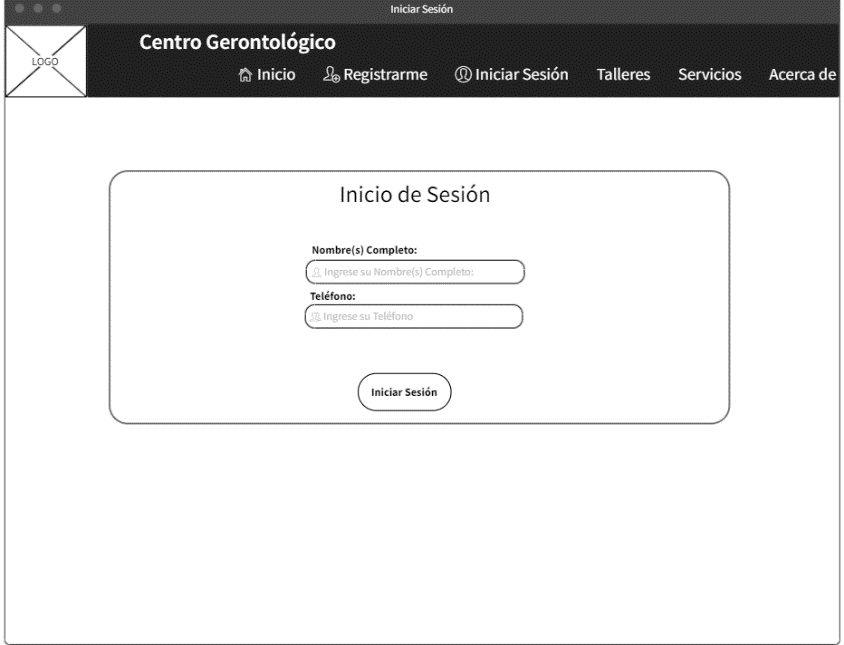 Iniciar Sesión
LOGO
Centro Gerontológico
Inicio Registrarme Iniciar Sesión Talleres Servicios Acerca de
Inicio de Sesión
Nombre(s) Completo:
Ingrese su Nombre(s) Completo:
Teléfono:
Ingrese su Teléfono
Iniciar Sesión